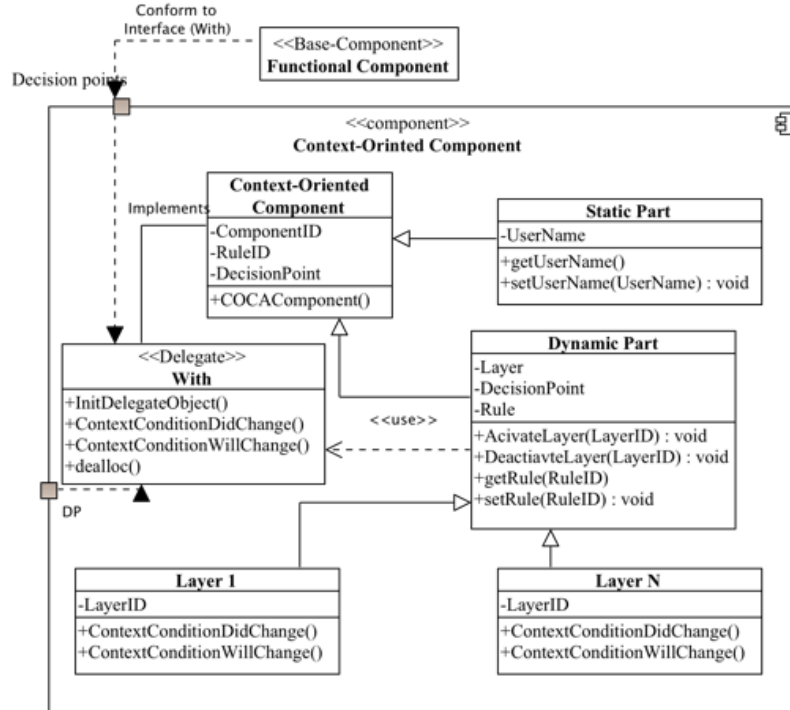 Conform to
Interface (With)
<<Base-Component>>
Functional Component
Decision points
<<component>>
Context-Orinted Component
Context-Oriented
Component
-ComponentID
-RuleID
-DecisionPoint
+COCAComponent()
Implements
Static Part
-UserName
+getUserName()
+setUserName(UserName) : void
<<Delegate>>
With
+InitDelegateObject()
+ContextConditionDidChange()
+ContextConditionWillChange()
+dealloc()
<<use>>
Dynamic Part
-Layer
-DecisionPoint
-Rule
+AcivateLayer(LayerID) : void
+DeactiavteLayer(LayerID) : void
+getRule(RuleID)
+setRule(RuleID) : void
DP
Layer 1
-LayerID
+ContextConditionDidChange()
+ContextConditionWillChange()
Layer N
-LayerID
+ContextConditionDidChange()
+ContextConditionWillChange()